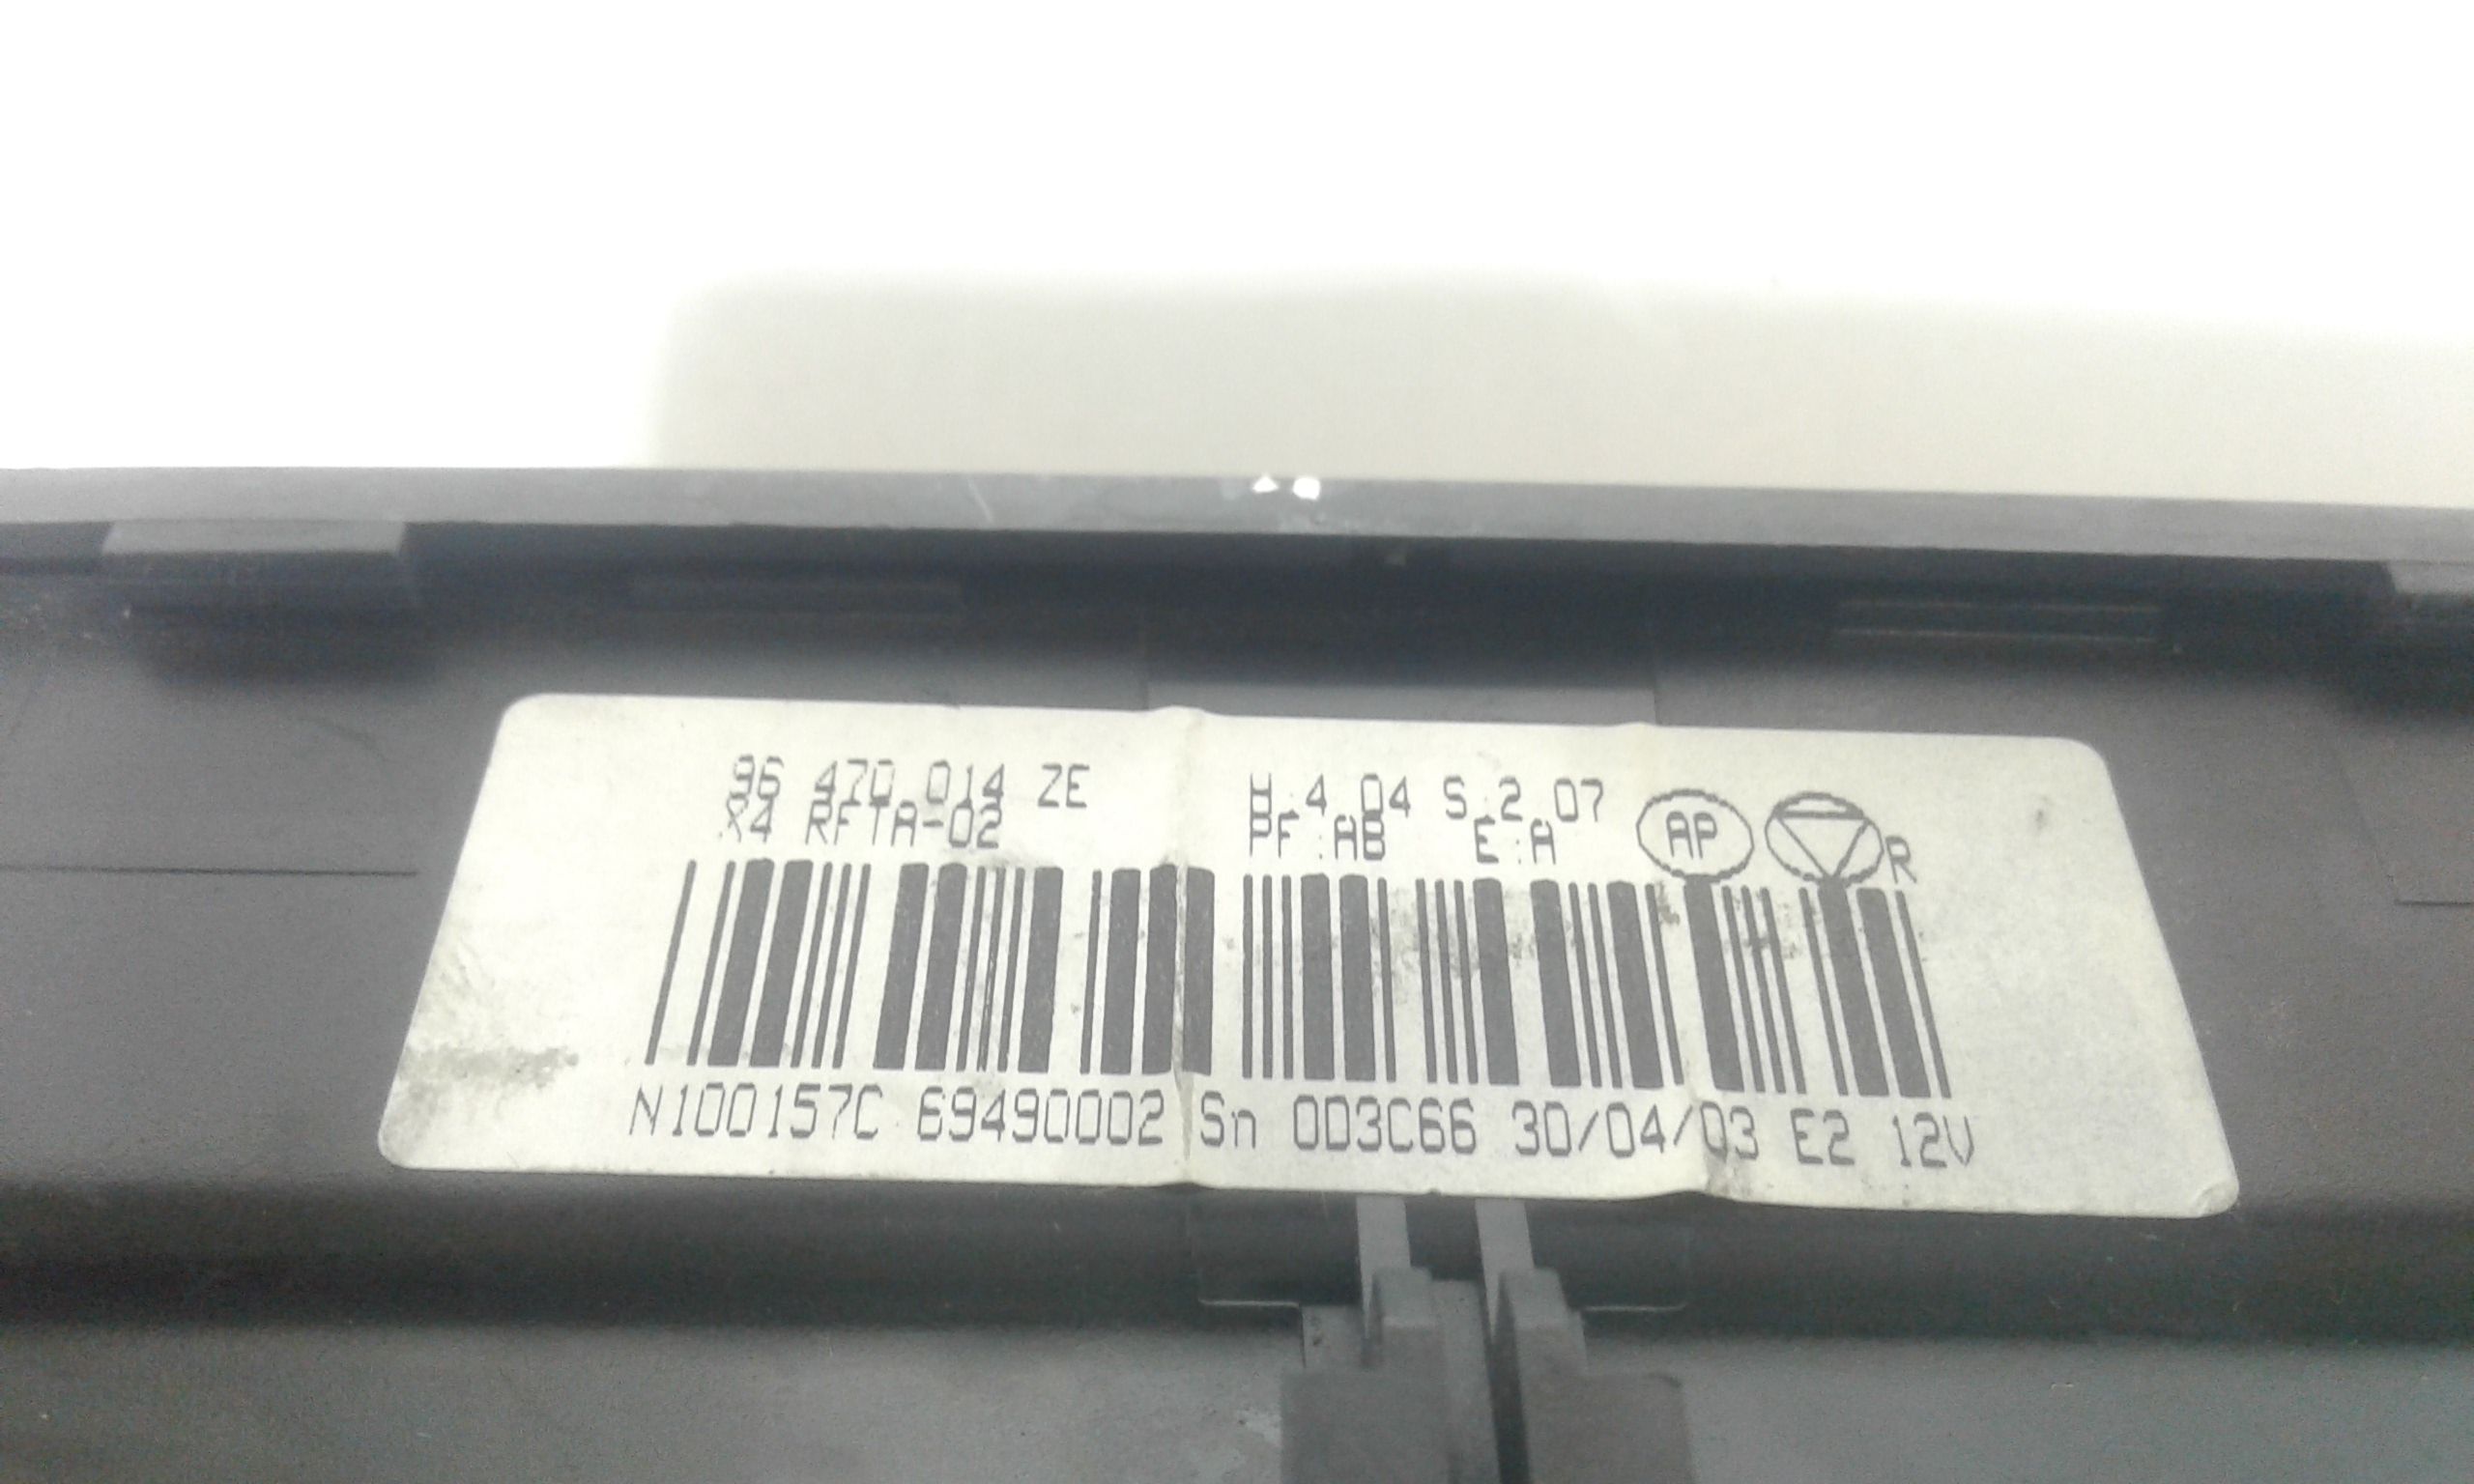 96 470 014 ZE H:4.04 S:2.07
X4 RFTA-02 PF:AB E:A AP R
N100157C 69490002 Sn 0D3C66 30/04/03 E2 12V